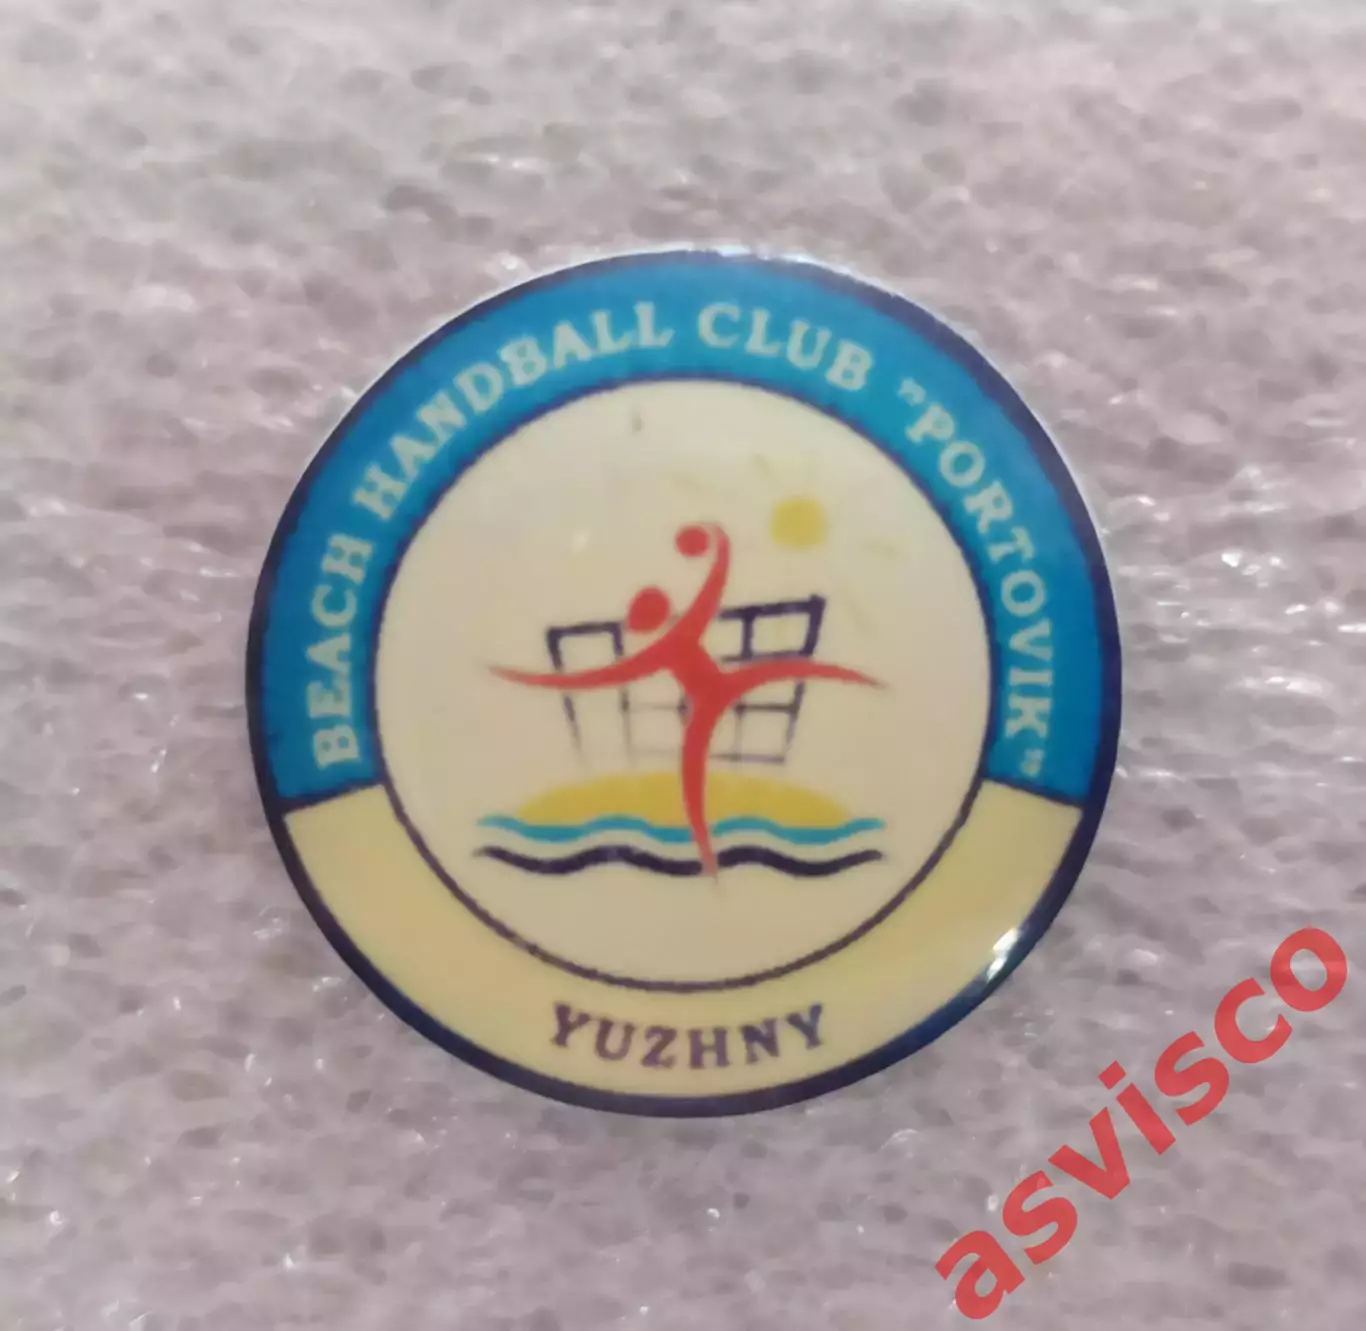 BEACH HANDBALL CLUB "PORTOVIK"
YUZHNY
asvisco